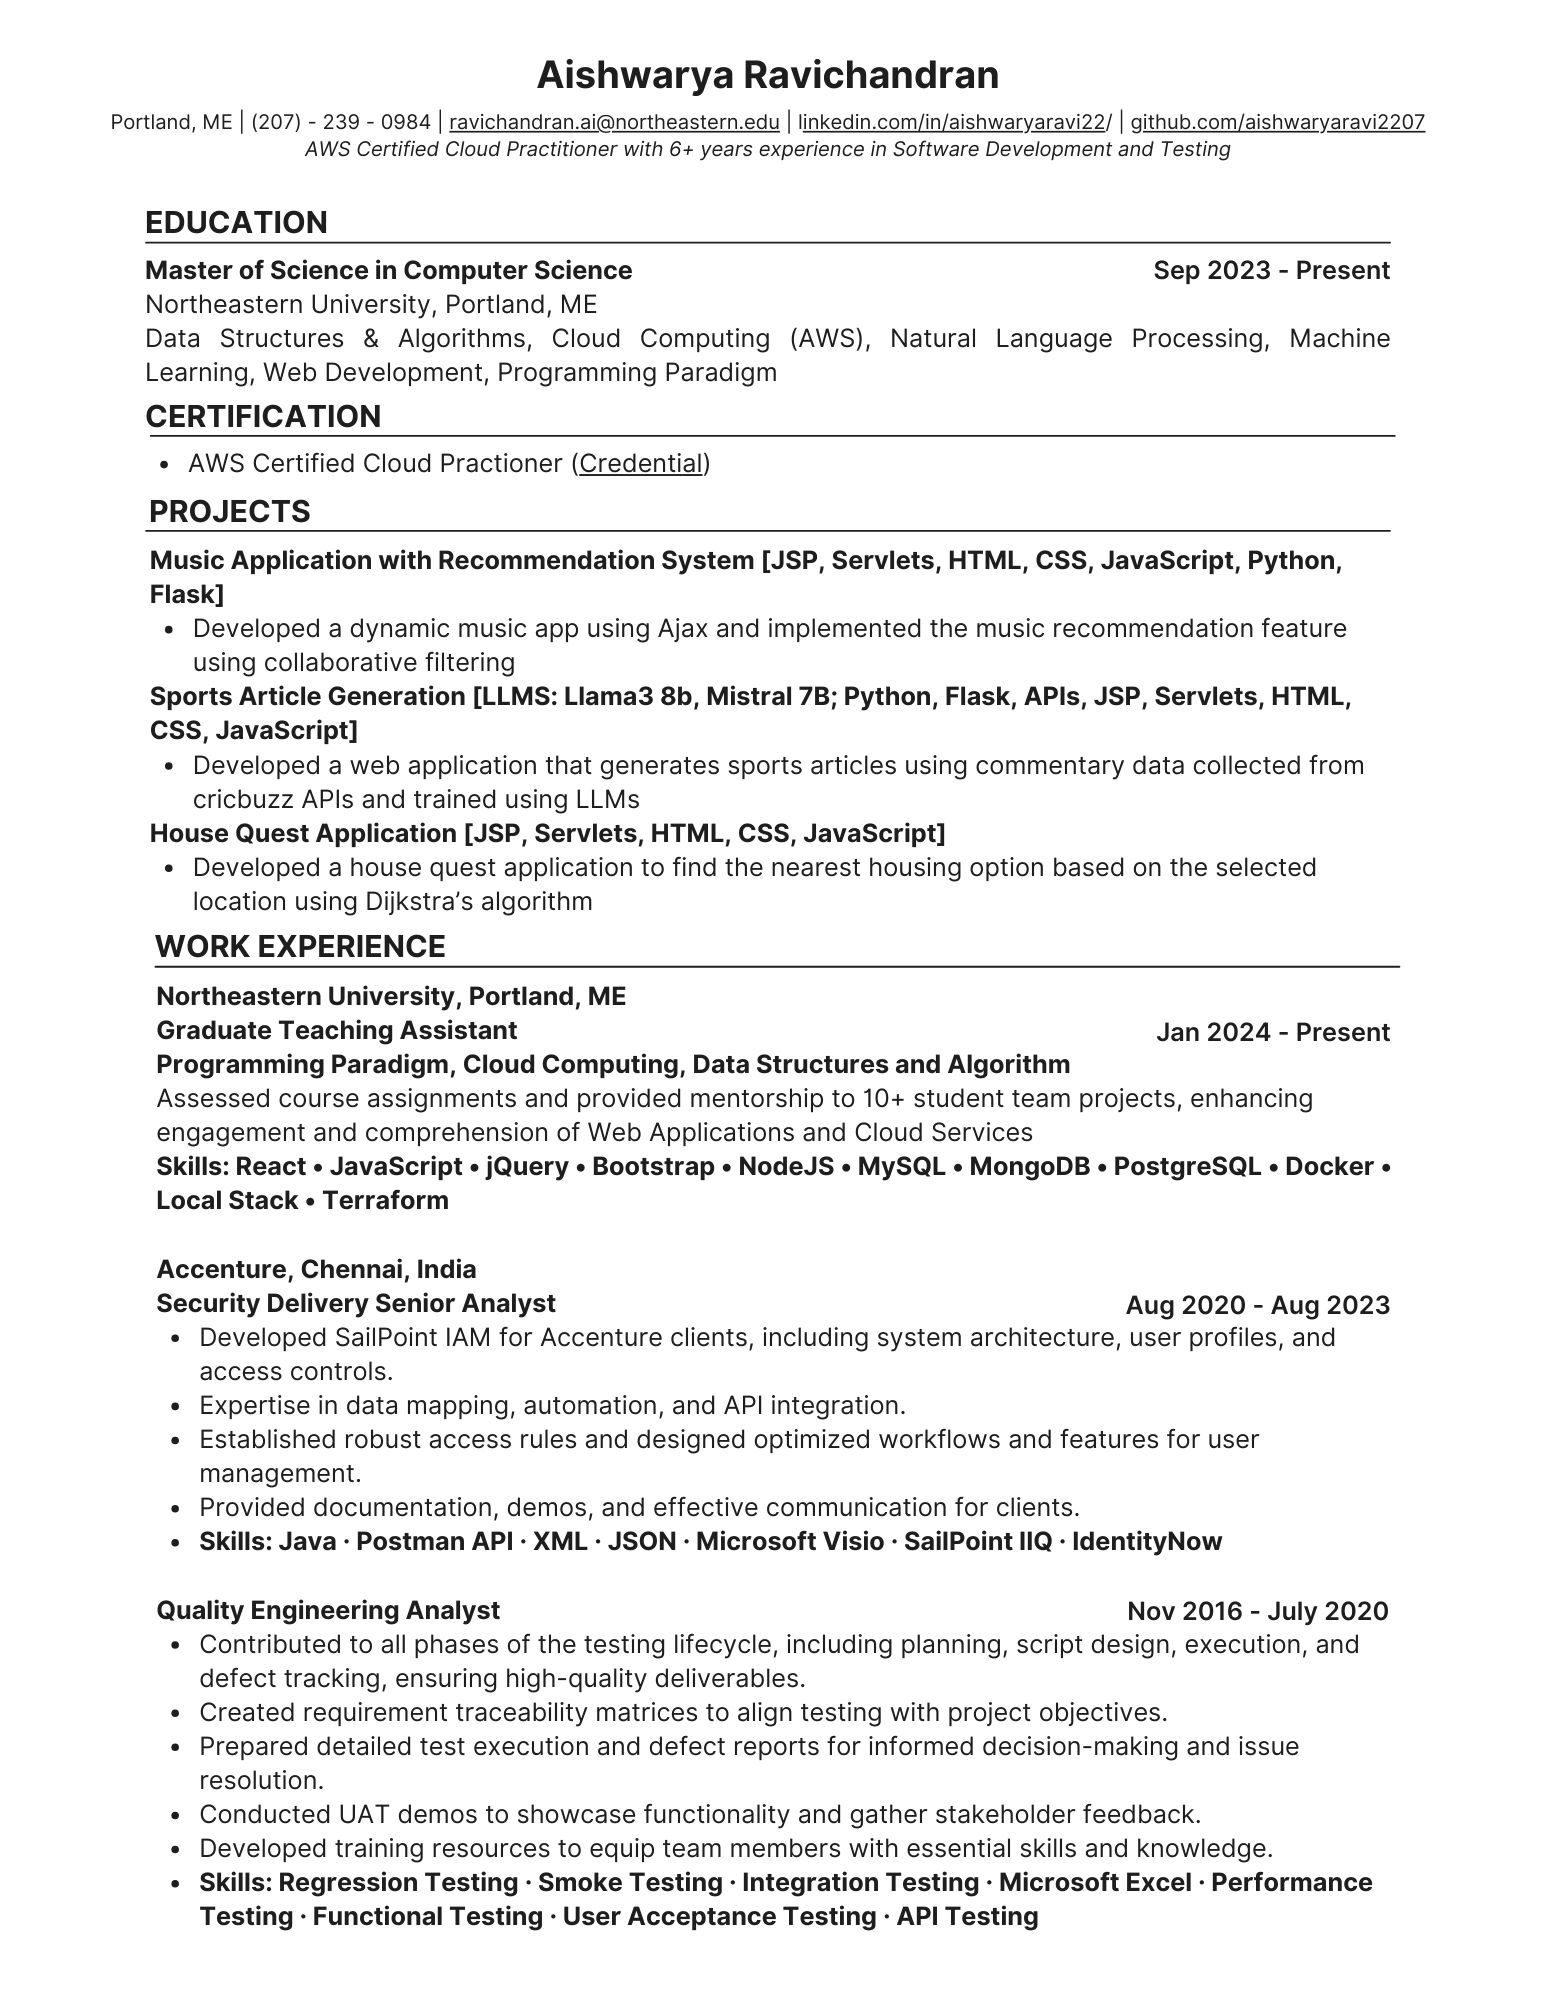 Aishwarya Ravichandran
Portland, ME | (207) - 239 - 0984 | ravichandran.ai@northeastern.edu | linkedin.com/in/aishwaryaravi22/ | github.com/aishwaryaravi2207
AWS Certified Cloud Practitioner with 6+ years experience in Software Development and Testing
EDUCATION
Master of Science in Computer Science Sep 2023 - Present
Northeastern University, Portland, ME
Data Structures & Algorithms, Cloud Computing (AWS), Natural Language Processing, Machine
Learning, Web Development, Programming Paradigm
CERTIFICATION
• AWS Certified Cloud Practioner (Credential)
PROJECTS
Music Application with Recommendation System [JSP, Servlets, HTML, CSS, JavaScript, Python,
Flask]
• Developed a dynamic music app using Ajax and implemented the music recommendation feature
using collaborative filtering
Sports Article Generation [LLMS: Llama3 8b, Mistral 7B; Python, Flask, APIs, JSP, Servlets, HTML,
CSS, JavaScript]
• Developed a web application that generates sports articles using commentary data collected from
cricbuzz APIs and trained using LLMs
House Quest Application [JSP, Servlets, HTML, CSS, JavaScript]
• Developed a house quest application to find the nearest housing option based on the selected
location using Dijkstra’s algorithm
WORK EXPERIENCE
Northeastern University, Portland, ME
Graduate Teaching Assistant Jan 2024 - Present
Programming Paradigm, Cloud Computing, Data Structures and Algorithm
Assessed course assignments and provided mentorship to 10+ student team projects, enhancing
engagement and comprehension of Web Applications and Cloud Services
Skills: React • JavaScript • jQuery • Bootstrap • NodeJS • MySQL • MongoDB • PostgreSQL • Docker •
Local Stack • Terraform
Accenture, Chennai, India
Security Delivery Senior Analyst Aug 2020 - Aug 2023
• Developed SailPoint IAM for Accenture clients, including system architecture, user profiles, and
access controls.
• Expertise in data mapping, automation, and API integration.
• Established robust access rules and designed optimized workflows and features for user
management.
• Provided documentation, demos, and effective communication for clients.
• Skills: Java · Postman API · XML · JSON · Microsoft Visio · SailPoint IIQ · IdentityNow
Quality Engineering Analyst Nov 2016 - July 2020
• Contributed to all phases of the testing lifecycle, including planning, script design, execution, and
defect tracking, ensuring high-quality deliverables.
• Created requirement traceability matrices to align testing with project objectives.
• Prepared detailed test execution and defect reports for informed decision-making and issue
resolution.
• Conducted UAT demos to showcase functionality and gather stakeholder feedback.
• Developed training resources to equip team members with essential skills and knowledge.
• Skills: Regression Testing · Smoke Testing · Integration Testing · Microsoft Excel · Performance
Testing · Functional Testing · User Acceptance Testing · API Testing